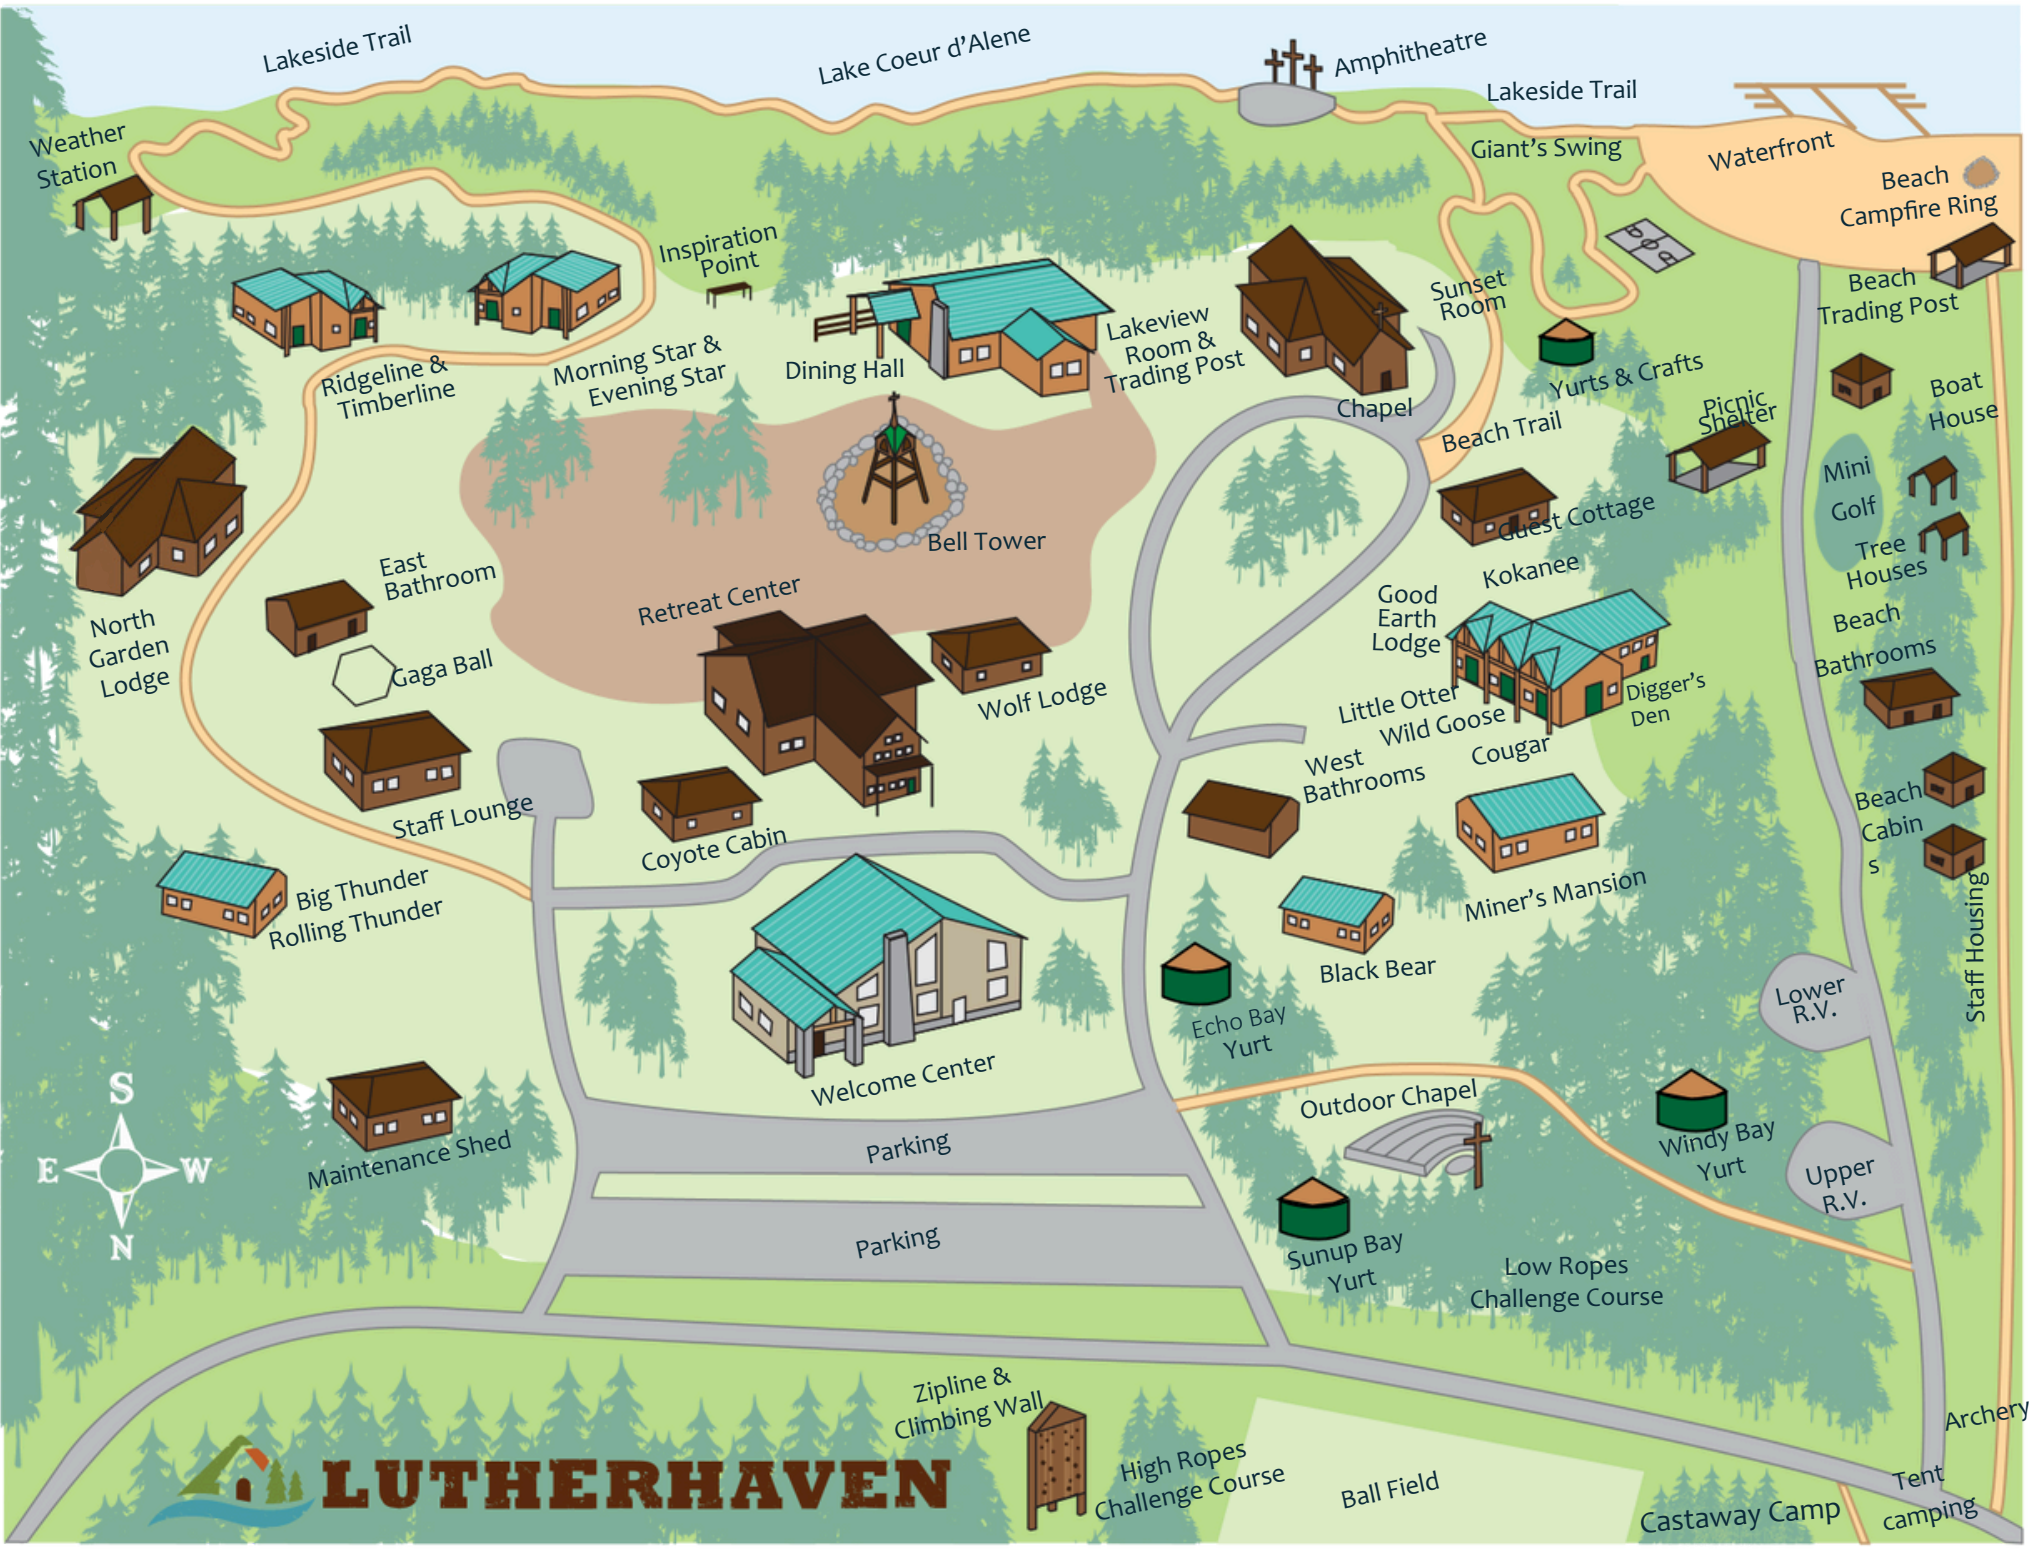 Lakeside Trail
Lake Coeur d'Alene
Amphitheatre
Lakeside Trail
Weather
Station
Giant's Swing
Waterfront
Beach
Campfire Ring
Inspiration
Point
Sunset
Room
Beach
Trading Post
Lakeview
Room &
Trading Post
Ridgeline &
Timberline
Morning Star &
Evening Star
Dining Hall
Chapel
Yurts & Crafts
Beach Trail
Picnic
Shelter
Boat
House
Mini
Golf
Guest Cottage
Bell Tower
Tree
Houses
East
Bathroom
Kokanee
Good
Earth
Lodge
Retreat Center
North
Garden
Lodge
Gaga Ball
Beach
Bathrooms
Wolf Lodge
Little Otter
Wild Goose
Cougar
Digger's
Den
West
Bathrooms
Staff Lounge
Coyote Cabin
Beach
Cabin
s
Big Thunder
Rolling Thunder
Miner's Mansion
Black Bear
Staff Housing
Lower
R.V.
Echo Bay
Yurt
Welcome Center
Outdoor Chapel
Windy Bay
Yurt
Upper
R.V.
S
E
W
N
Maintenance Shed
Parking
Parking
Sunup Bay
Yurt
Low Ropes
Challenge Course
Zipline &
Climbing Wall
High Ropes
Challenge Course
Ball Field
Archery
Tent
camping
Castaway Camp
LUTHERHAVEN